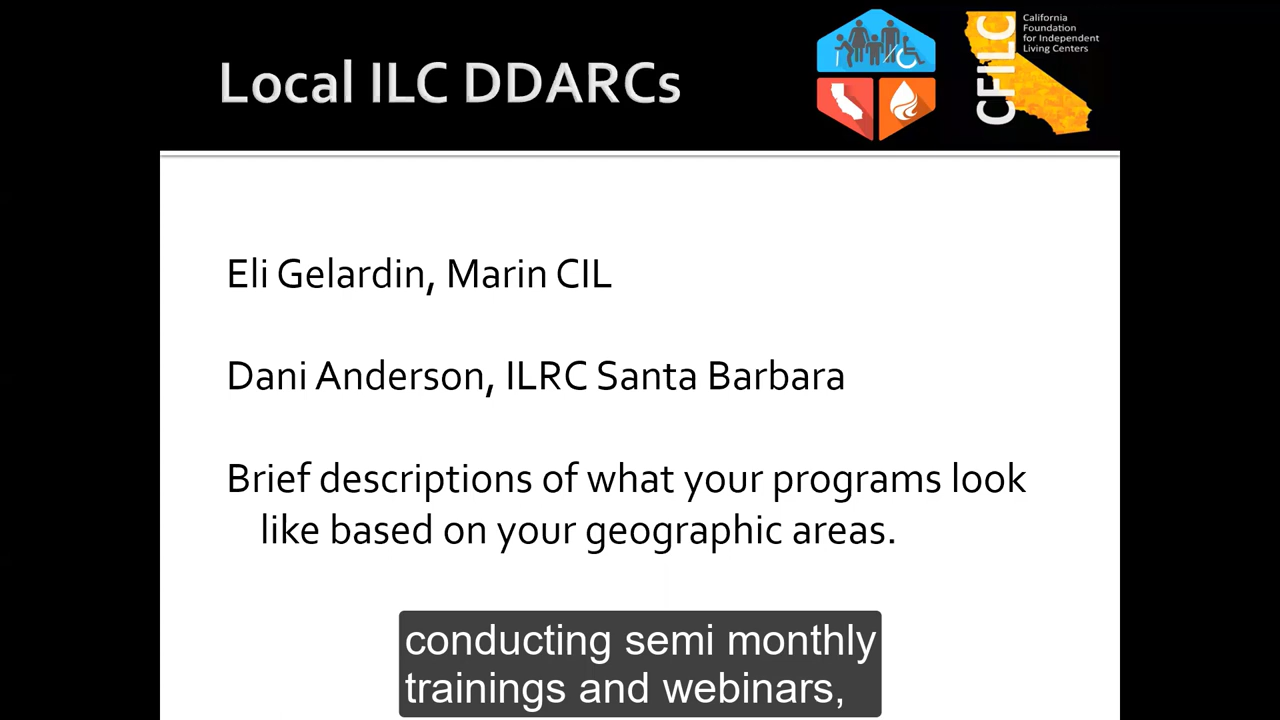 Local ILC DDARCs
CFILC
California
Foundation
for Independent
Living Centers
Eli Gelardin, Marin CIL
Dani Anderson, ILRC Santa Barbara
Brief descriptions of what your programs look
like based on your geographic areas.
conducting semi monthly
trainings and webinars,